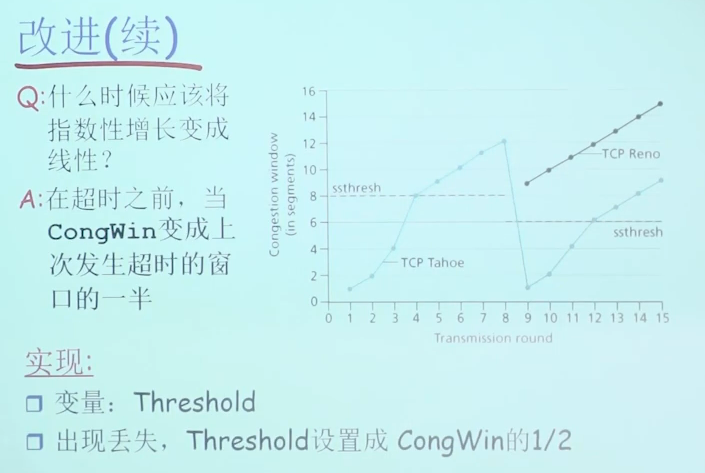 改进(续)
Q:什么时候应该将
指数性增长变成
线性?
A:在超时之前，当
CongWin变成上
次发生超时的窗
口的一半
Congestion window
(in segments)
16
14
12
10
8
6
4
2
0
ssthresh
TCP Reno
ssthresh
TCP Tahoe
0 1 2 3 4 5 6 7 8 9 10 11 12 13 14 15
Transmission round
实现:
变量：Threshold
出现丢失，Threshold设置成 CongWin的1/2